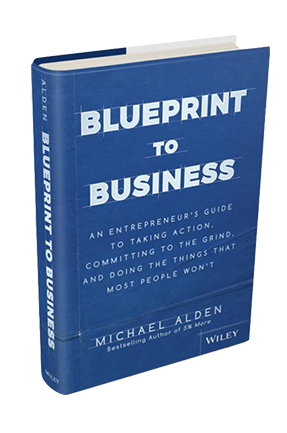 ALDEN
BLUEPRINT TO BUSINESS
WILEY
BLUEPRINT
TO
BUSINESS
AN ENTREPRENEUR'S GUIDE
TO TAKING ACTION,
COMMITTING TO THE GRIND,
AND DOING THE THINGS THAT
MOST PEOPLE WON'T
MICHAEL ALDEN
Bestselling Author of 5% More
WILEY